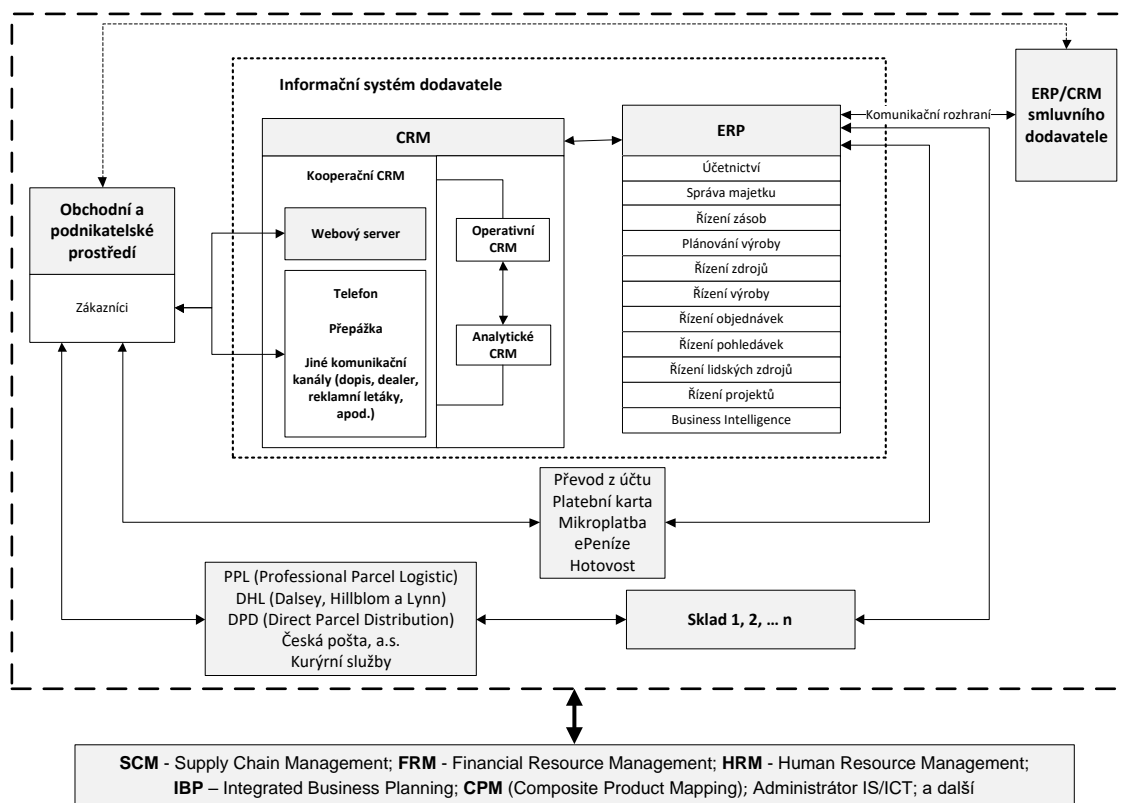 Informační systém dodavatele
ERP/CRM
smluvního
dodavatele
Komunikační rozhraní
CRM
ERP
Kooperační CRM
Webový server
Telefon
Přepážka
Jiné komunikační
kanály (dopis, dealer,
reklamní letáky,
apod.)
Operativní
CRM
Analytické
CRM
Účetnictví
Správa majetku
Řízení zásob
Plánování výroby
Řízení zdrojů
Řízení výroby
Řízení objednávek
Řízení pohledávek
Řízení lidských zdrojů
Řízení projektů
Business Intelligence
Obchodní a
podnikatelské
prostředí
Zákazníci
Převod z účtu
Platební karta
Mikroplatba
ePeníze
Hotovost
PPL (Professional Parcel Logistic)
DHL (Dalsey, Hillblom a Lynn)
DPD (Direct Parcel Distribution)
Česká pošta, a.s.
Kurýrní služby
Sklad 1, 2, ... n
SCM - Supply Chain Management; FRM - Financial Resource Management; HRM - Human Resource Management;
IBP – Integrated Business Planning; CPM (Composite Product Mapping); Administrátor IS/ICT; a další